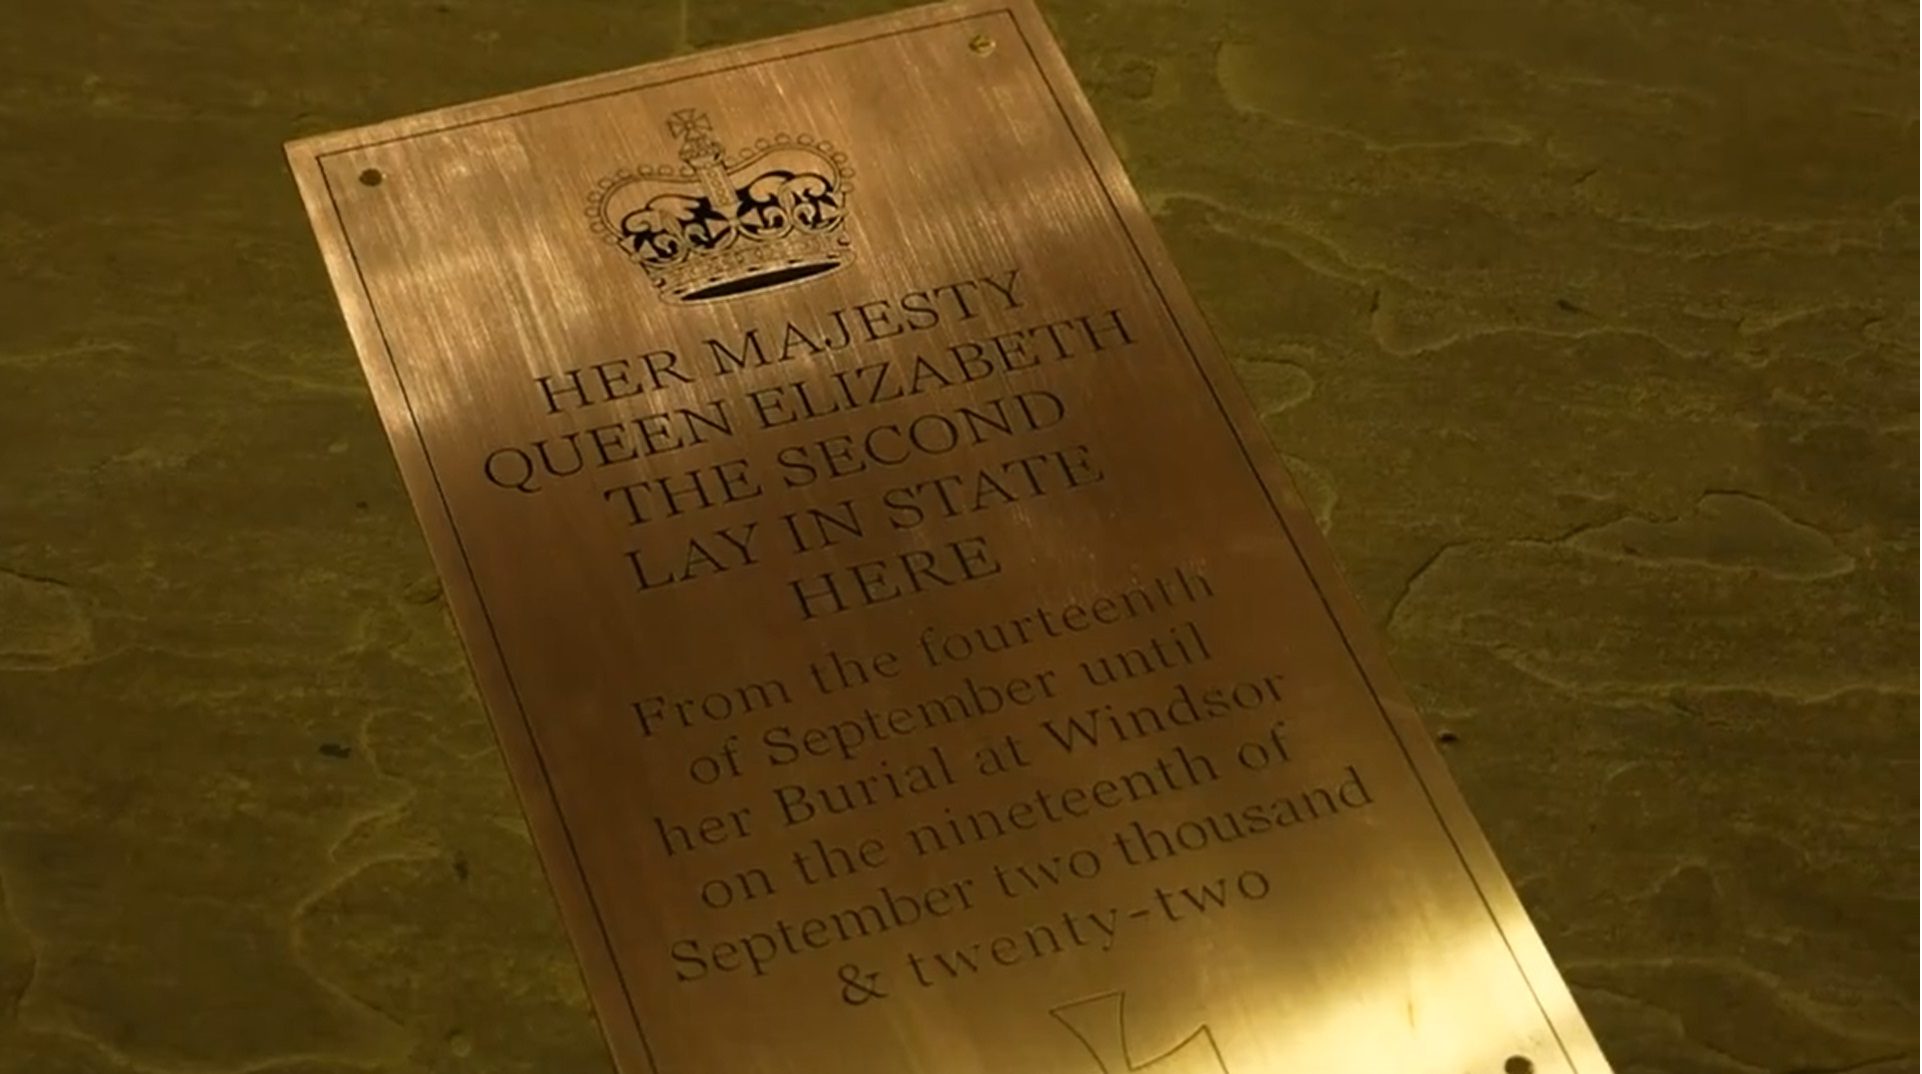 HER MAJESTY
QUEEN ELIZABETH
THE SECOND
LAY IN STATE
HERE
From the fourteenth
of September until
her Burial at Windsor
on the nineteenth of
September two thousand
& twenty-two